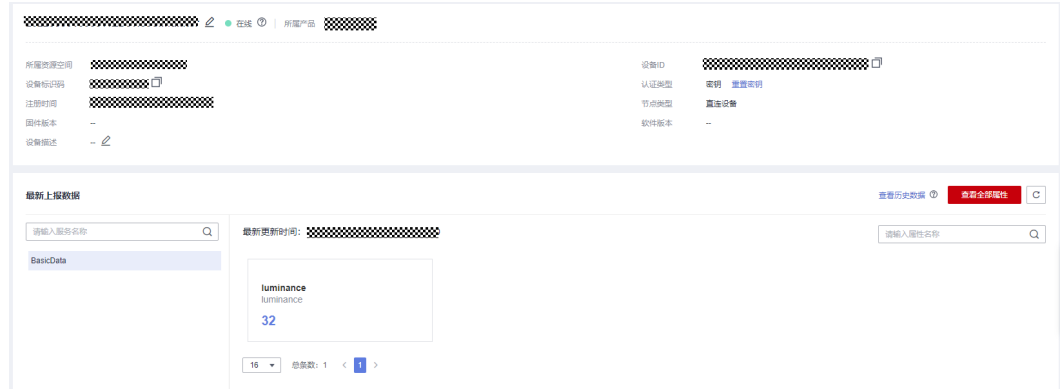 在线 所属产品
所属资源空间
设备ID
设备标识码
认证类型 密钥 重置密钥
注册时间
节点类型 直连设备
固件版本 --
软件版本 --
设备描述 --
最新上报数据
查看历史数据 查看全部属性
请输入服务名称
最新更新时间：
请输入属性名称
BasicData
luminance
luminance
32
16 总条数：1 < 1 >